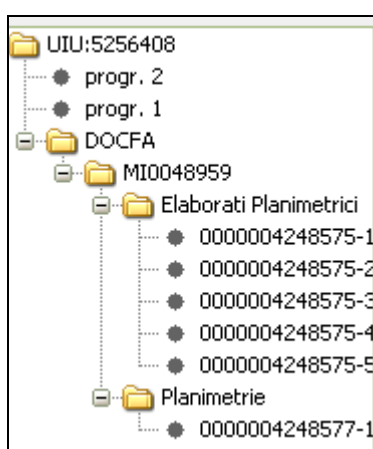 UIU:5256408
progr. 2
progr. 1
DOCFA
MI0048959
Elaborati Planimetrici
0000004248575-1
0000004248575-2
0000004248575-3
0000004248575-4
0000004248575-5
Planimetrie
0000004248577-1